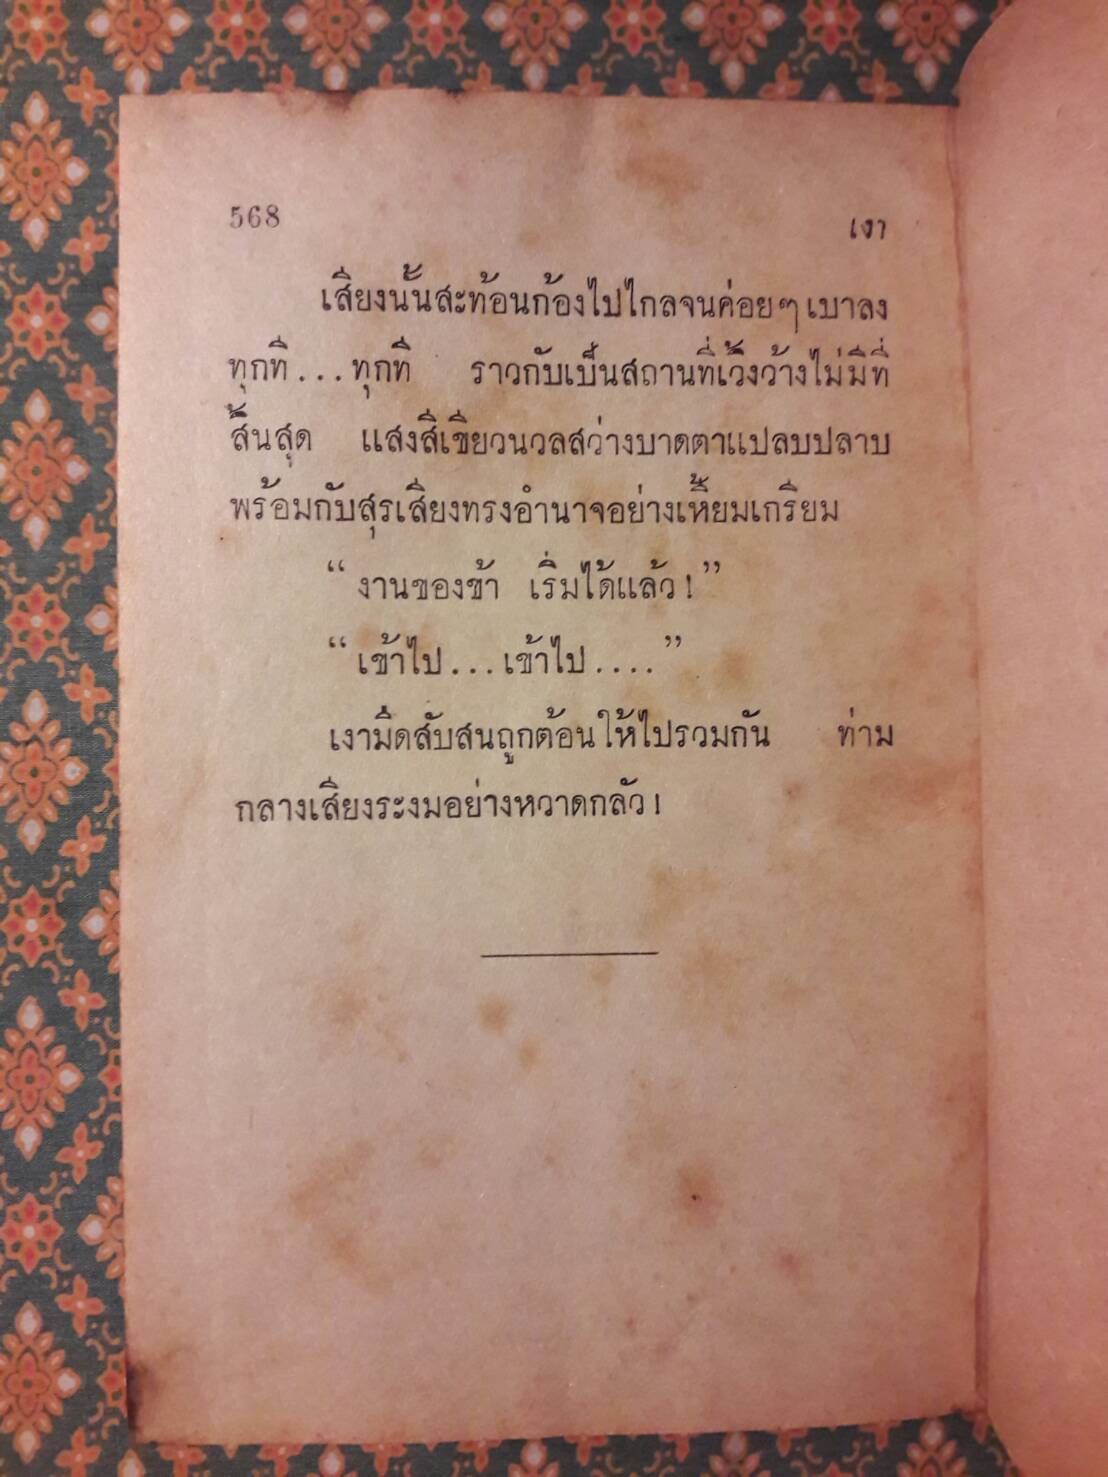 568
เงา
เสียงนั้นสะท้อนก้องไปไกลจนค่อยๆ เบาลง
ทุกที...ทุกที ราวกับเป็นสถานที่เวิ้งว้างไม่มีที่
สิ้นสุด แสงสีเขียวนวลสว่างบาดตาแปลบปลาบ
พร้อมกับสุรเสียงทรงอำนาจอย่างเหี้ยมเกรียม
“งานของข้า เริ่มได้แล้ว!”
“เข้าไป...เข้าไป....”
เงามืดสับสนถูกต้อนให้ไปรวมกัน ท่าม
กลางเสียงระงมอย่างหวาดกลัว!